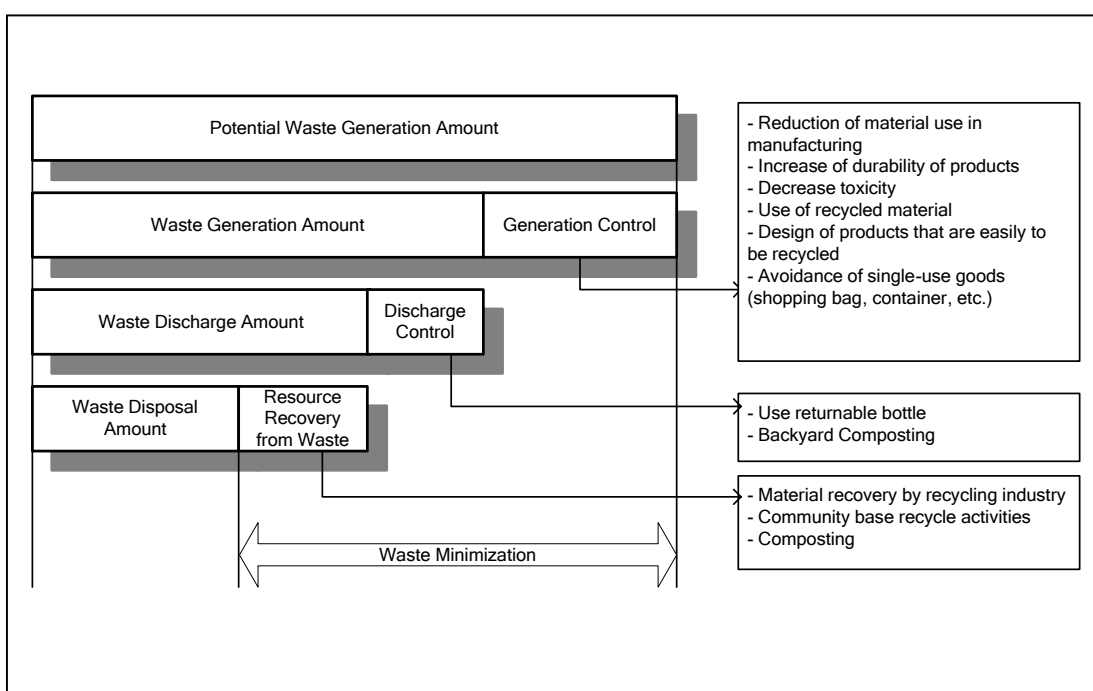 Potential Waste Generation Amount
Waste Generation Amount
Generation Control
Waste Discharge Amount
Discharge
Control
Waste Disposal
Amount
Resource
Recovery
from Waste
Waste Minimization
- Reduction of material use in
manufacturing
- Increase of durability of products
- Decrease toxicity
- Use of recycled material
- Design of products that are easily to
be recycled
- Avoidance of single-use goods
(shopping bag, container, etc.)
- Use returnable bottle
- Backyard Composting
- Material recovery by recycling industry
- Community base recycle activities
- Composting